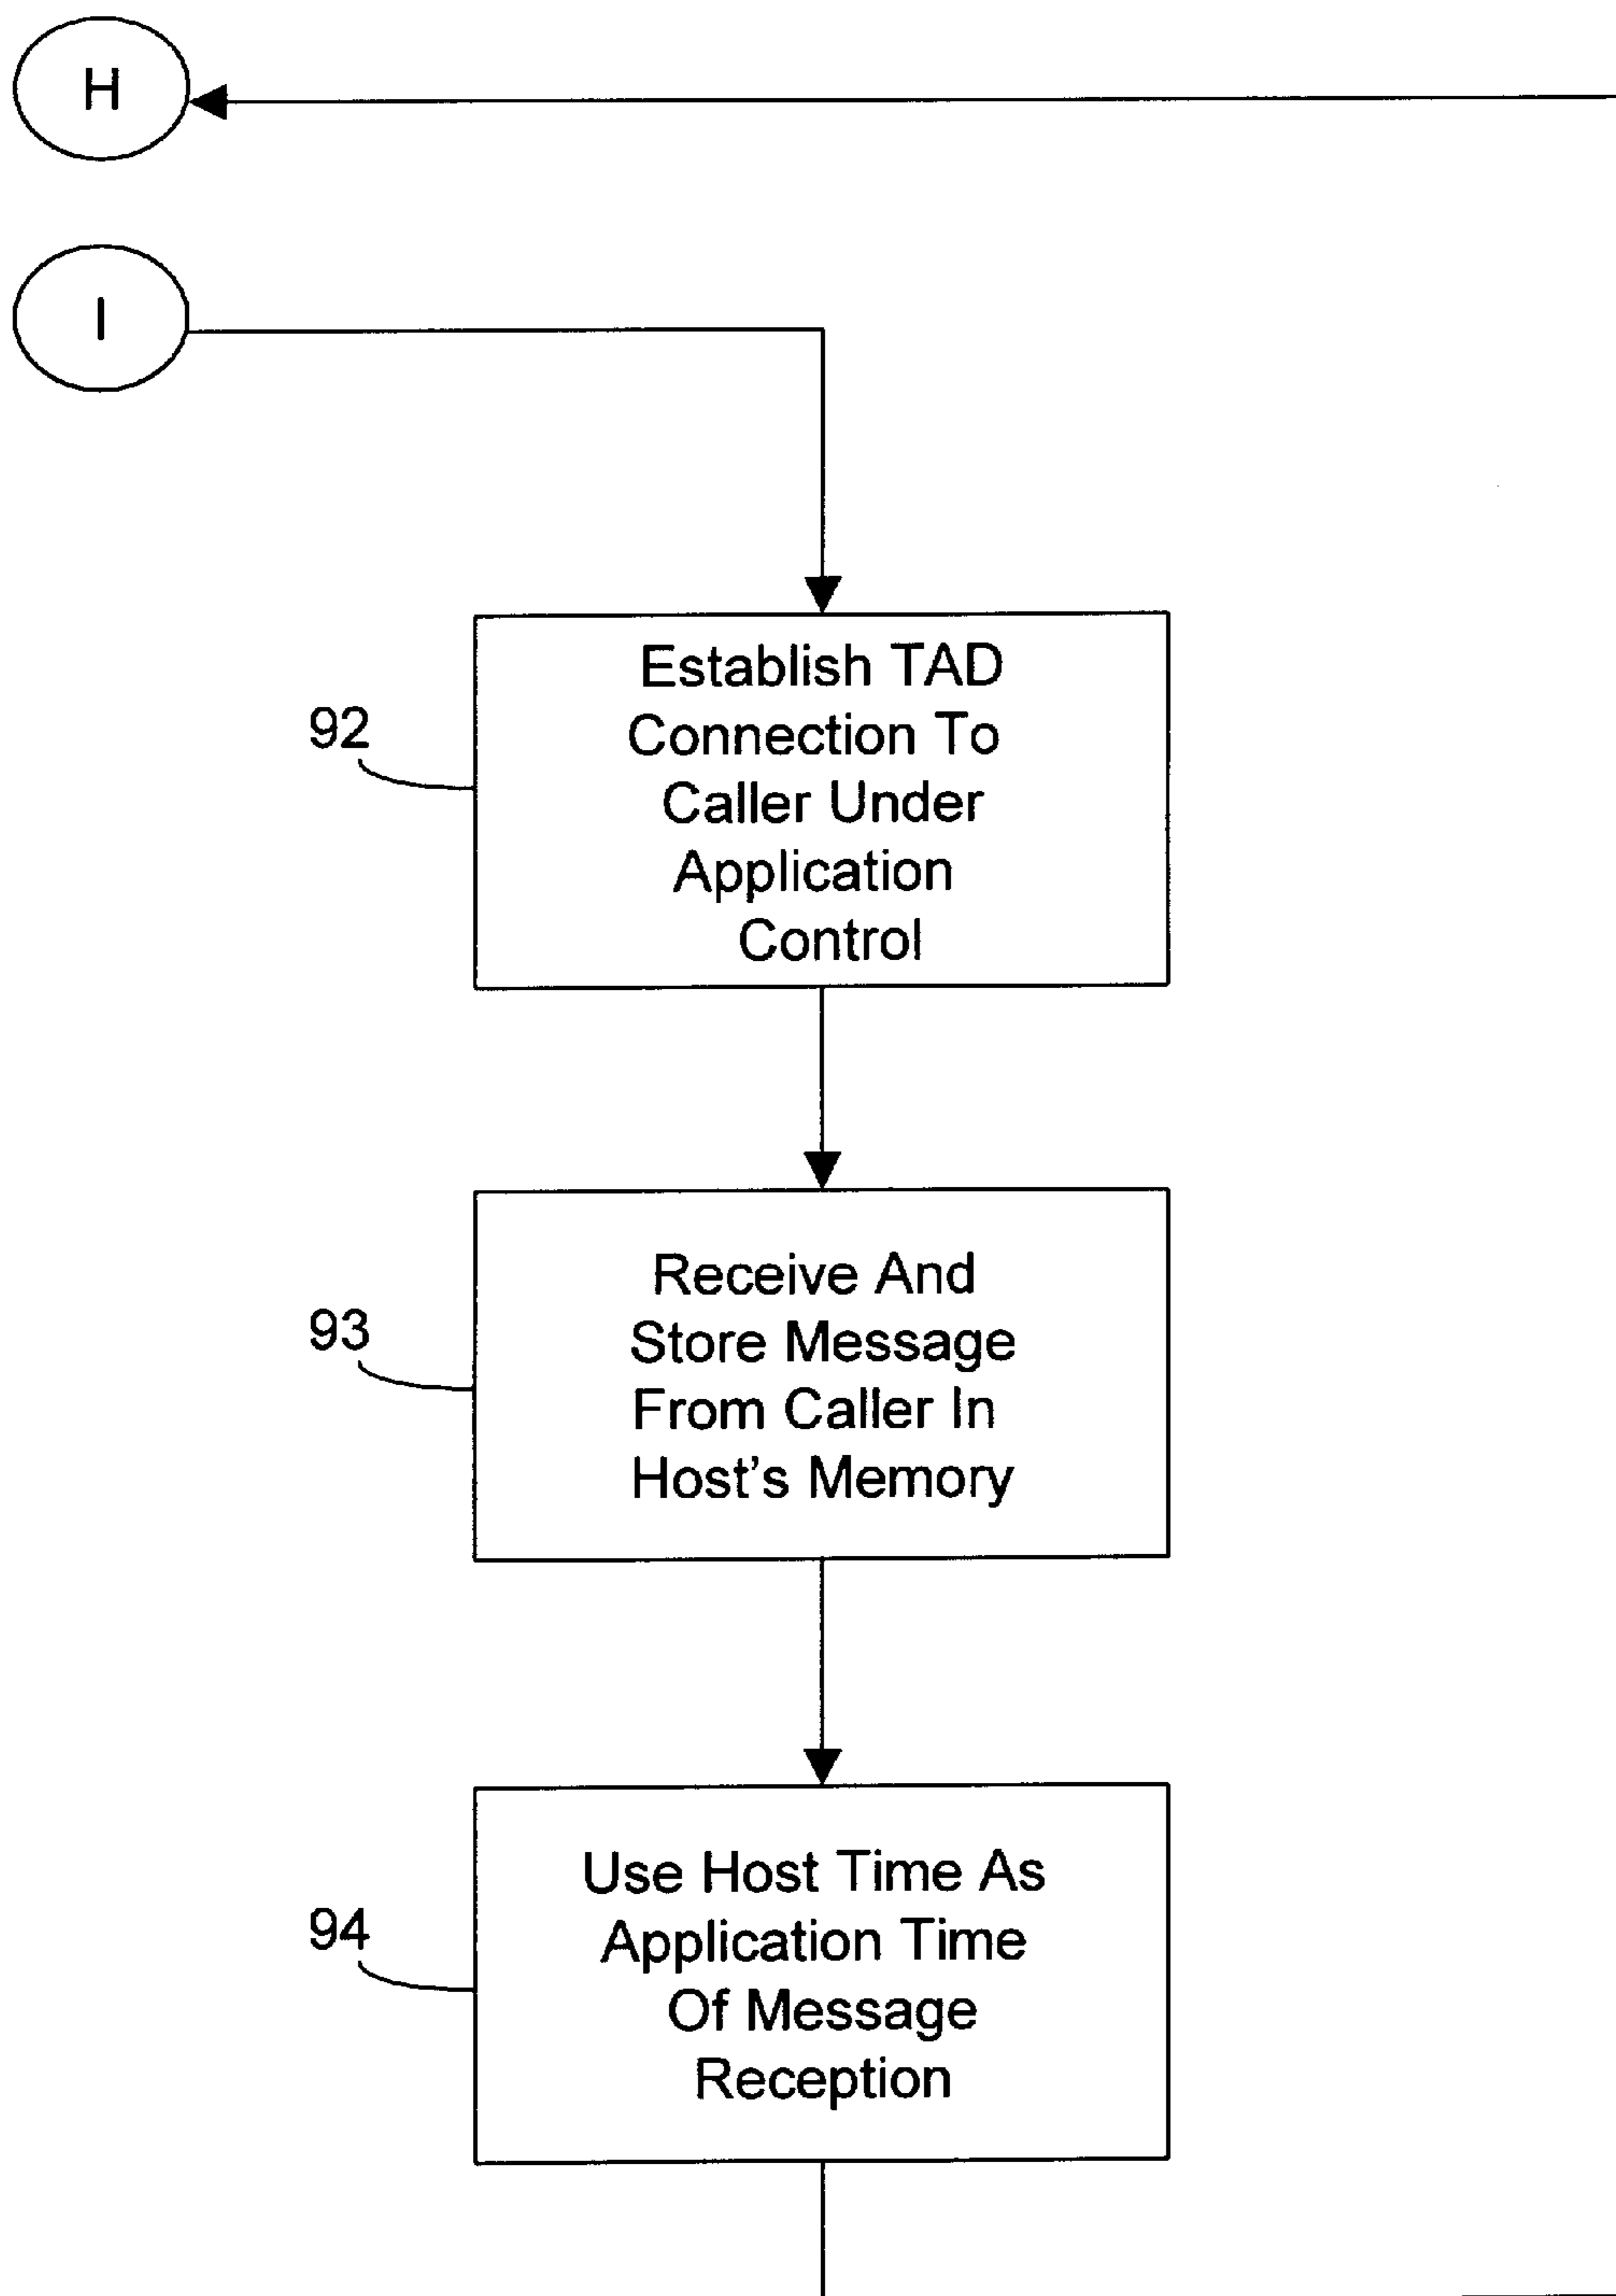 H
I
92
Establish TAD
Connection To
Caller Under
Application
Control
93
Receive And
Store Message
From Caller In
Host's Memory
94
Use Host Time As
Application Time
Of Message
Reception